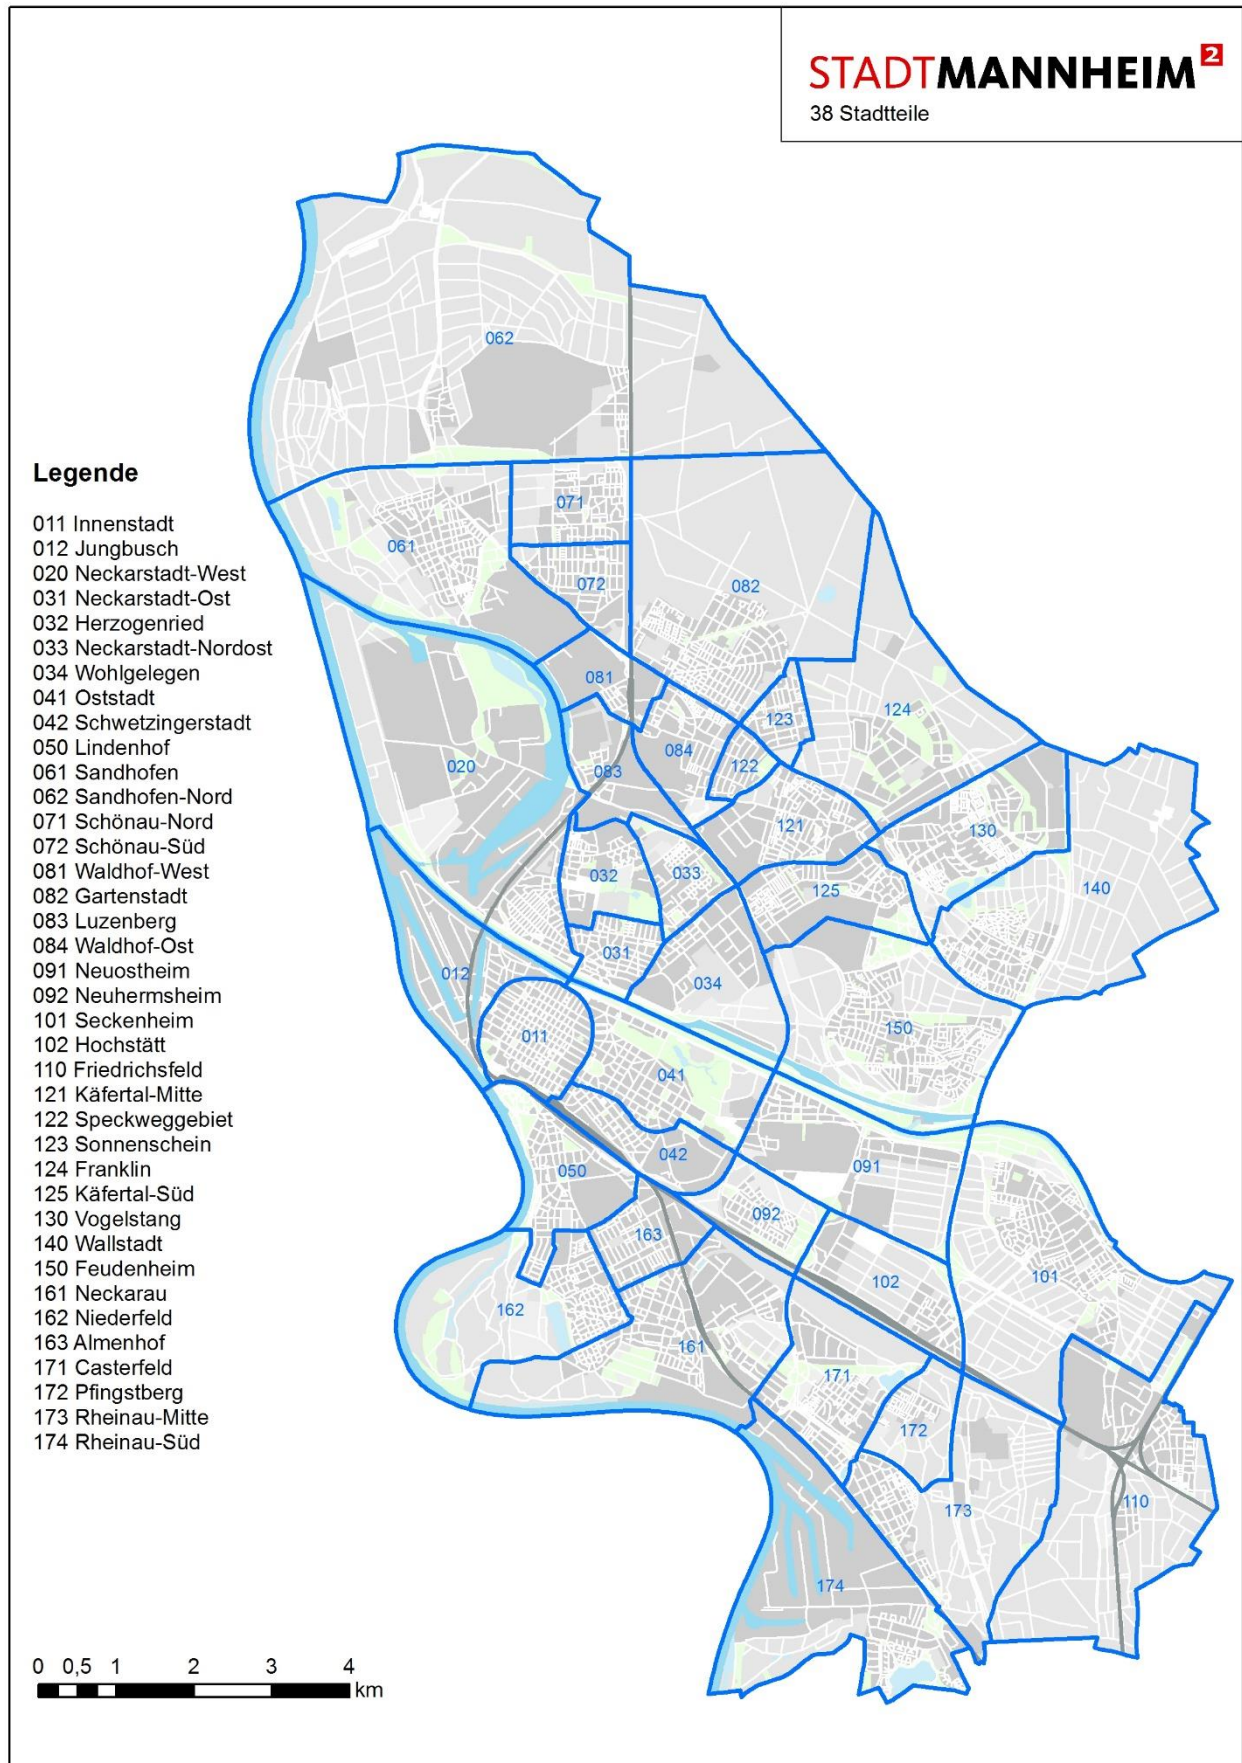 STADTMANNHEIM 2
38 Stadtteile
Legende
011 Innenstadt
012 Jungbusch
020 Neckarstadt-West
031 Neckarstadt-Ost
032 Herzogenried
033 Neckarstadt-Nordost
034 Wohlgelegen
041 Oststadt
042 Schwetzingerstadt
050 Lindenhof
061 Sandhofen
062 Sandhofen-Nord
071 Schönau-Nord
072 Schönau-Süd
081 Waldhof-West
082 Gartenstadt
083 Luzenberg
084 Waldhof-Ost
091 Neuostheim
092 Neuhermsheim
101 Seckenheim
102 Hochstätt
110 Friedrichsfeld
121 Käfertal-Mitte
122 Speckweggebiet
123 Sonnenschein
124 Franklin
125 Käfertal-Süd
130 Vogelstang
140 Wallstadt
150 Feudenheim
161 Neckarau
162 Niederfeld
163 Almenhof
171 Casterfeld
172 Pfingstberg
173 Rheinau-Mitte
174 Rheinau-Süd
062
071
061
072
082
081
123
124
084
083
122
020
121
130
032
033
125
140
031
012
034
150
011
041
042
050
091
092
163
102
101
162
161
171
172
110
173
174
0 0,5 1 2 3 4
km